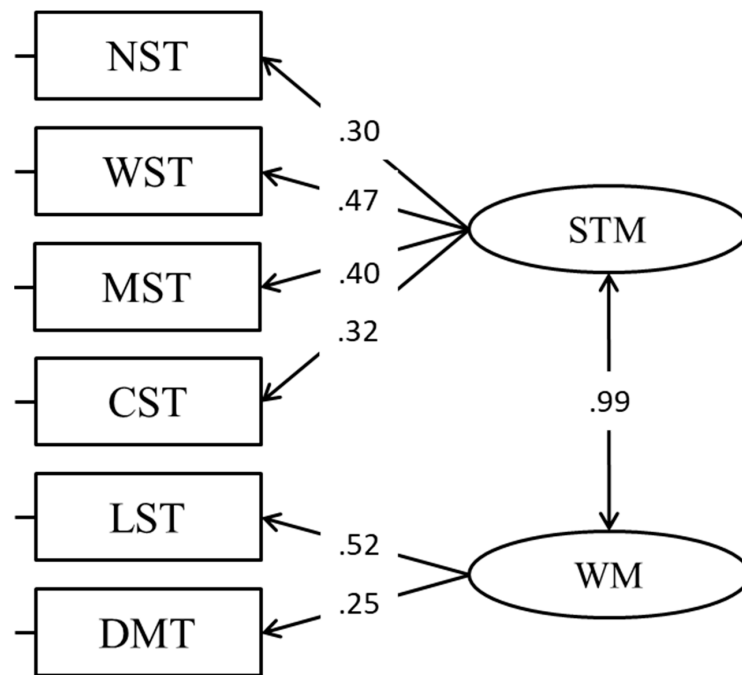 NST
.30
WST
.47
STM
MST
.40
CST
.32
.99
LST
.52
WM
.25
DMT